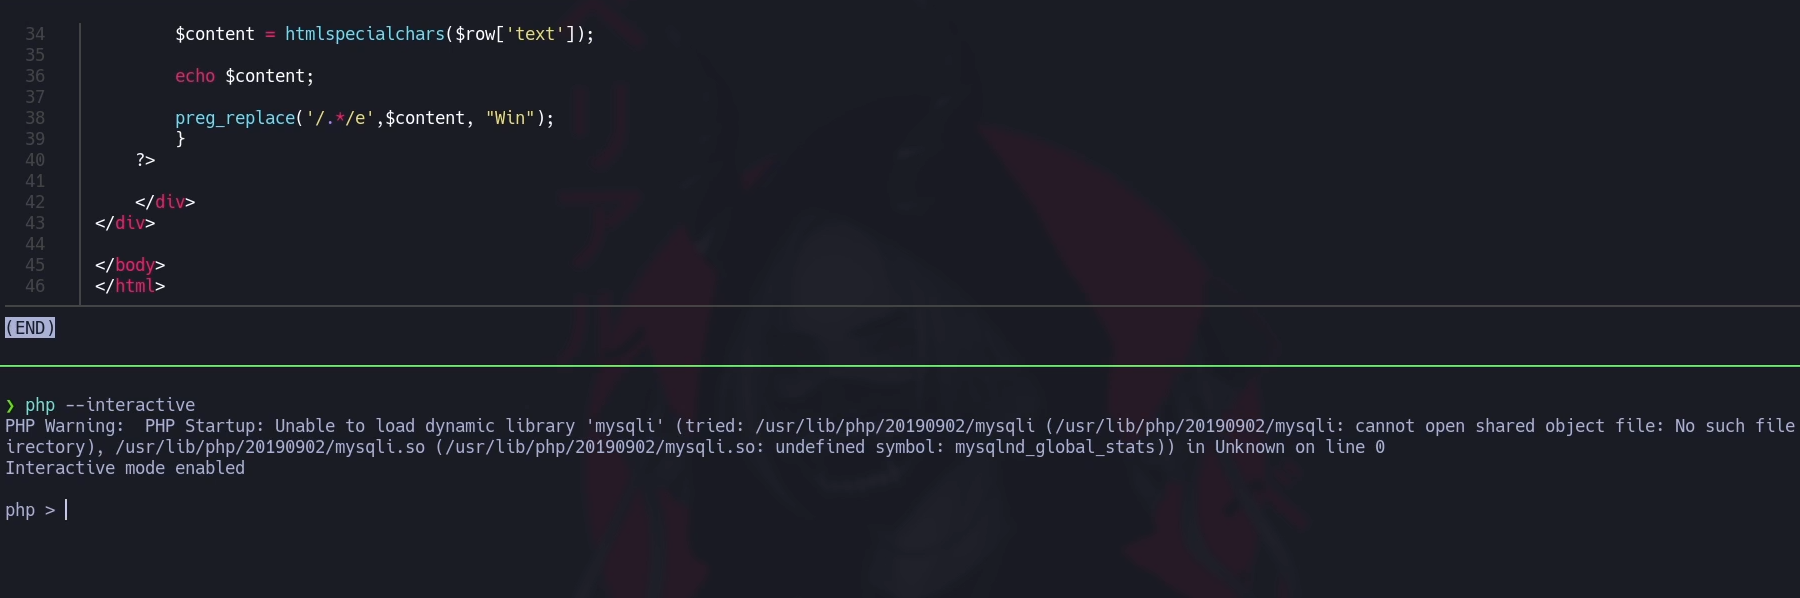 34 $content = htmlspecialchars($row['text']);
35
36 echo $content;
37
38 preg_replace('/.*/e',$content, "Win");
39 }
40 ?>
41
42 </div>
43 </div>
44
45 </body>
46 </html>
(END)
❯ php --interactive
PHP Warning:  PHP Startup: Unable to load dynamic library 'mysqli' (tried: /usr/lib/php/20190902/mysqli (/usr/lib/php/20190902/mysqli: cannot open shared object file: No such file
irectory), /usr/lib/php/20190902/mysqli.so (/usr/lib/php/20190902/mysqli.so: undefined symbol: mysqlnd_global_stats)) in Unknown on line 0
Interactive mode enabled
php >